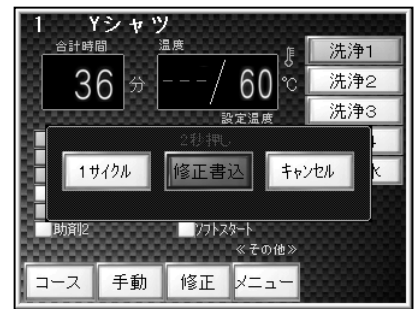 1 Yシャツ
合計時間 温度
36 分 ---/60 ℃
設定温度
洗浄1
洗浄2
洗浄3
2秒押し
1サイクル 修正書込 キャンセル
助剤2 ソフトスタート
≪その他≫
コース 手動 修正 メニュー